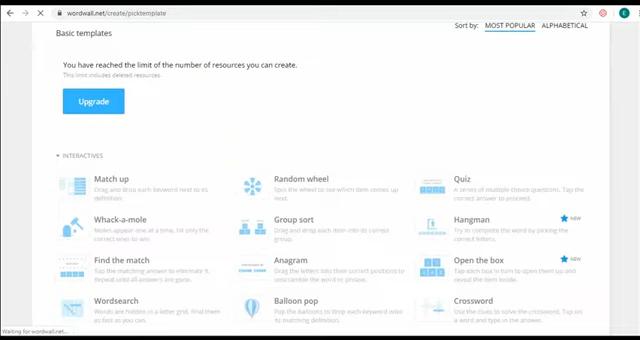 wordwall.net/create/picktemplate
E
Sort by: MOST POPULAR ALPHABETICAL
Basic templates
You have reached the limit of the number of resources you can create.
This limit includes deleted resources.
Upgrade
INTERACTIVES
Match up
Drag and drop each keyword next to its
definition.
Random wheel
Spin the wheel to see which item comes up
next.
Quiz
A series of multiple choice questions. Tap the
correct answer to proceed.
Whack-a-mole
Moles appear one at a time, hit only the
correct ones to win.
Group sort
Drag and drop each item into its correct
group.
Hangman
NEW
Try to complete the word by picking the
correct letters.
Find the match
Tap the matching answer to eliminate it.
Repeat until all answers are gone.
Anagram
Drag the letters into their correct positions to
unscramble the word or phrase.
Open the box
NEW
Tap each box in turn to open them up and
reveal the item inside.
Wordsearch
Words are hidden in a letter grid. Find them
as fast as you can.
Balloon pop
Pop the balloons to drop each keyword onto
its matching definition.
Crossword
Use the clues to solve the crossword. Tap on
a word and type in the answer.
Waiting for wordwall.net...